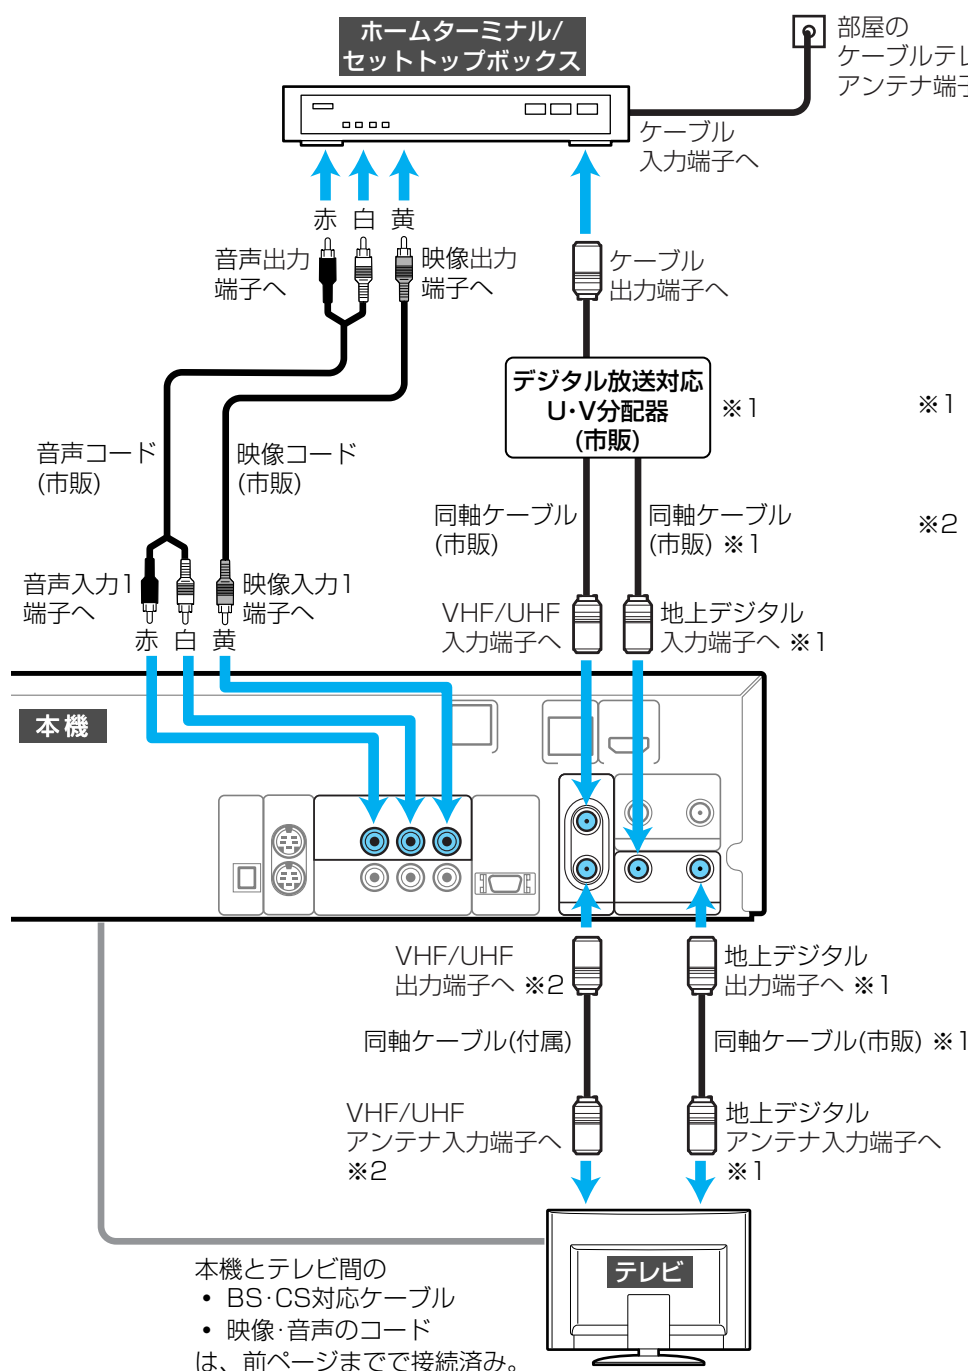 ホームターミナル/
セットトップボックス
部屋の
ケーブルテレ
アンテナ端子
ケーブル
入力端子へ
赤 白 黄
音声出力
端子へ
映像出力
端子へ
ケーブル
出力端子へ
デジタル放送対応
U・V分配器
(市販)
※1
※1
音声コード
(市販)
映像コード
(市販)
同軸ケーブル
(市販)
同軸ケーブル
(市販) ※1
※2
音声入力1
端子へ
映像入力1
端子へ
VHF/UHF
入力端子へ
地上デジタル
入力端子へ ※1
赤 白 黄
本機
VHF/UHF
出力端子へ ※2
地上デジタル
出力端子へ ※1
同軸ケーブル(付属)
同軸ケーブル(市販) ※1
VHF/UHF
アンテナ入力端子へ
※2
地上デジタル
アンテナ入力端子へ
※1
テレビ
本機とテレビ間の
• BS・CS対応ケーブル
• 映像・音声のコード
は、前ページまでで接続済み。